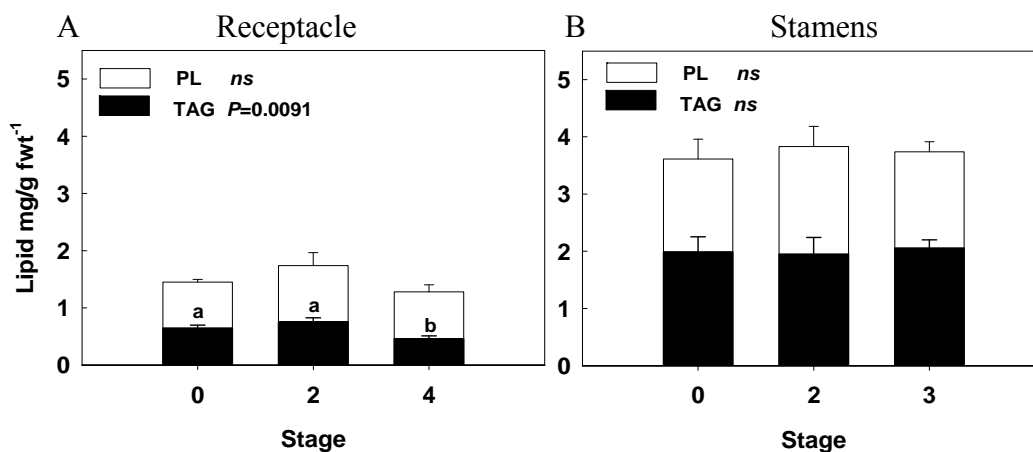 A Receptacle
PL ns
TAG P=0.0091
Lipid mg/g fwt-1
5
4
3
2
1
0
a a b
0 2 4
Stage
B Stamens
PL ns
TAG ns
5
4
3
2
1
0
0 2 3
Stage